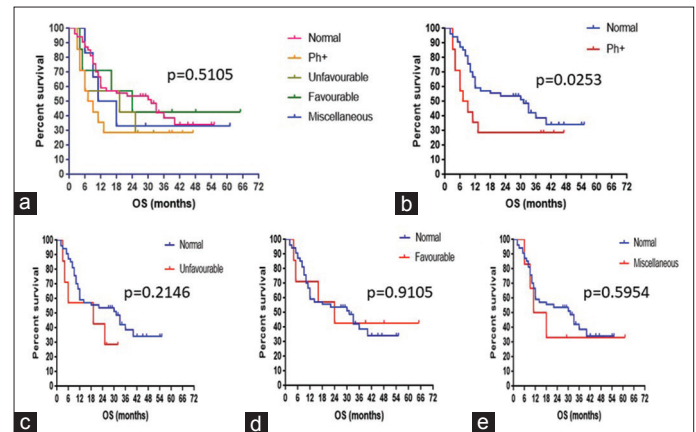 100
90
80
70
60
50
40
30
20
10
0
Percent survival
0 6 12 18 24 30 36 42 48 54 60 66 72
OS (months)
Normal
Ph+
Unfavourable
Favourable
Miscellaneous
p=0.5105
a
100
90
80
70
60
50
40
30
20
10
0
Percent survival
0 6 12 18 24 30 36 42 48 54 60 66 72
OS (months)
Normal
Ph+
p=0.0253
b
100
90
80
70
60
50
40
30
20
10
0
Percent survival
0 6 12 18 24 30 36 42 48 54 60 66 72
OS (months)
Normal
Unfavourable
p=0.2146
c
100
90
80
70
60
50
40
30
20
10
0
Percent survival
0 6 12 18 24 30 36 42 48 54 60 66 72
OS (months)
Normal
Favourable
p=0.9105
d
100
90
80
70
60
50
40
30
20
10
0
Percent survival
0 6 12 18 24 30 36 42 48 54 60 66 72
OS (months)
Normal
Miscellaneous
p=0.5954
e